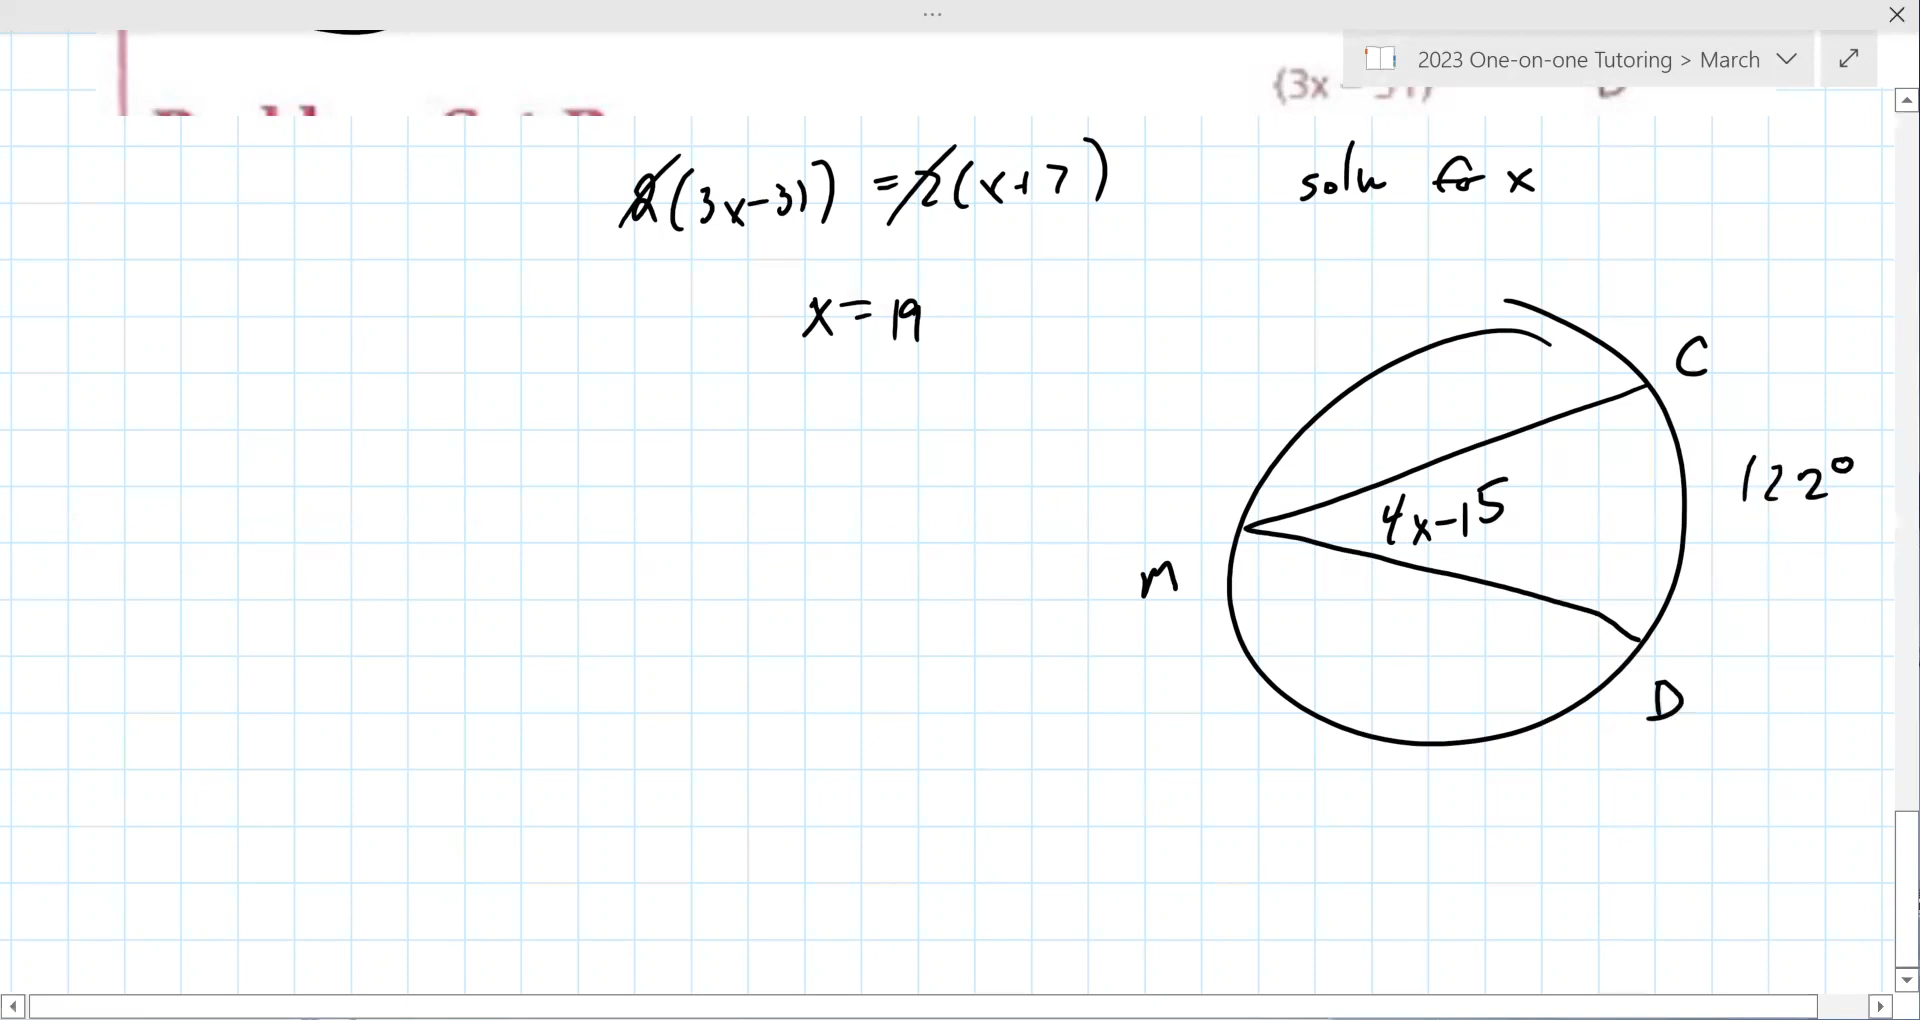 2023 One-on-one Tutoring > March
2(3x-31) = 2(x+7)
solve for x
x = 19
C
122°
4x-15
M
D